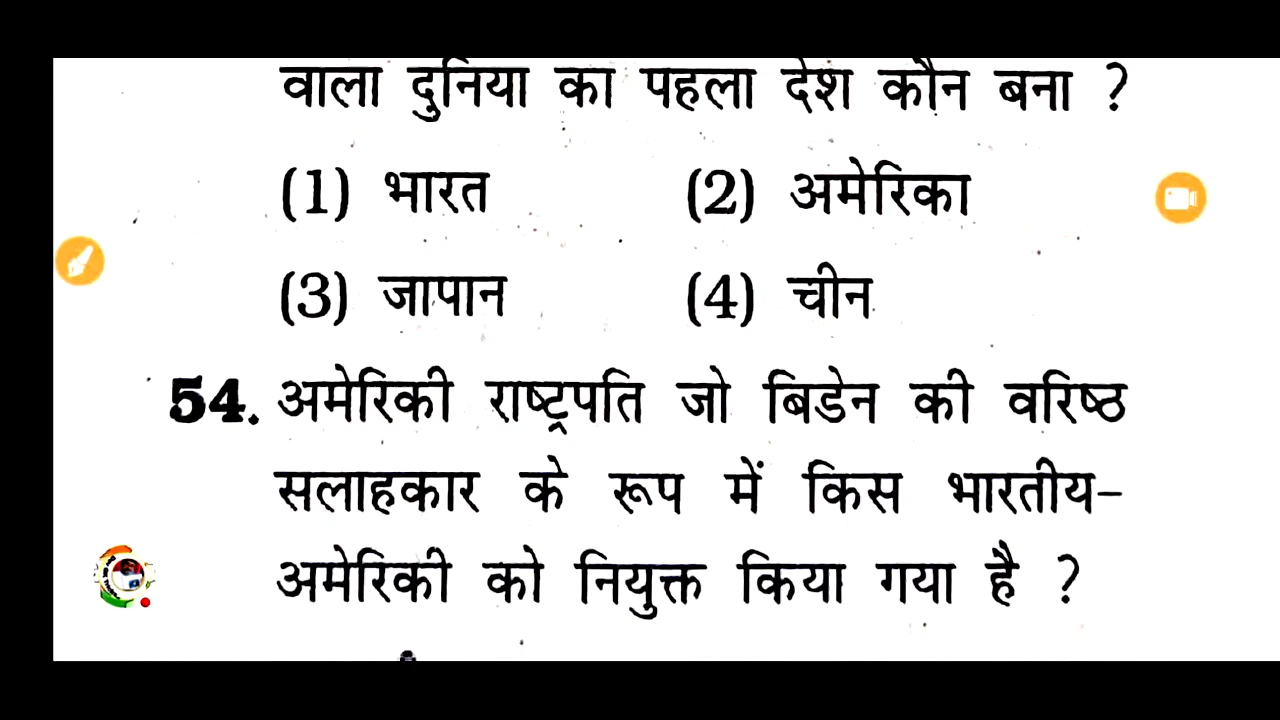 वाला दुनिया का पहला देश कौन बना ?
(1) भारत (2) अमेरिका
(3) जापान (4) चीन
54. अमेरिकी राष्ट्रपति जो बिडेन की वरिष्ठ
सलाहकार के रूप में किस भारतीय-
अमेरिकी को नियुक्त किया गया है ?